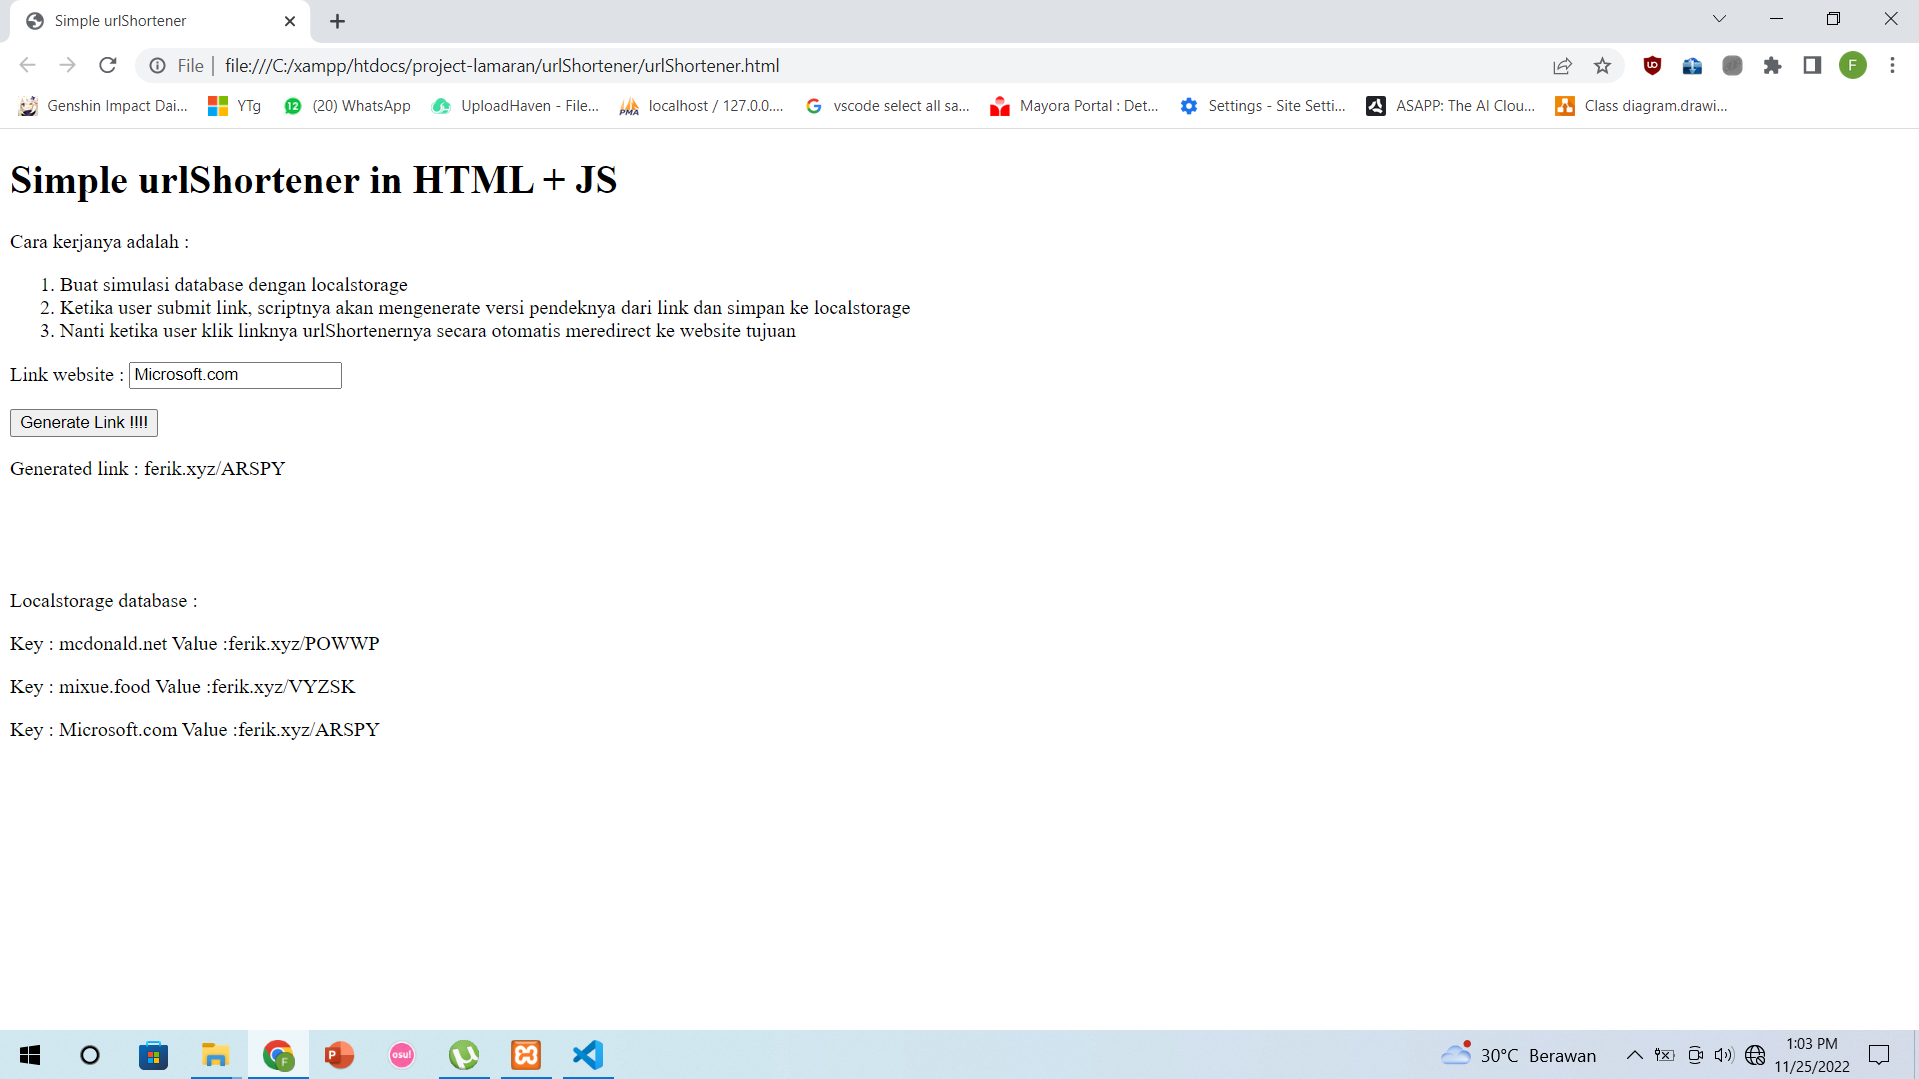 Simple urlShortener
File | file:///C:/xampp/htdocs/project-lamaran/urlShortener/urlShortener.html
F
Genshin Impact Dai... YTg 12 (20) WhatsApp UploadHaven - File... PMA localhost / 127.0.0.... vscode select all sa... Mayora Portal : Det... Settings - Site Setti... ASAPP: The AI Clou... Class diagram.drawi...
Simple urlShortener in HTML + JS
Cara kerjanya adalah :
1. Buat simulasi database dengan localstorage
2. Ketika user submit link, scriptnya akan mengenerate versi pendeknya dari link dan simpan ke localstorage
3. Nanti ketika user klik linknya urlShortenernya secara otomatis meredirect ke website tujuan
Link website : Microsoft.com
Generate Link !!!!
Generated link : ferik.xyz/ARSPY
Localstorage database :
Key : mcdonald.net Value :ferik.xyz/POWWP
Key : mixue.food Value :ferik.xyz/VYZSK
Key : Microsoft.com Value :ferik.xyz/ARSPY
F P osu! 30°C Berawan
1:03 PM
11/25/2022